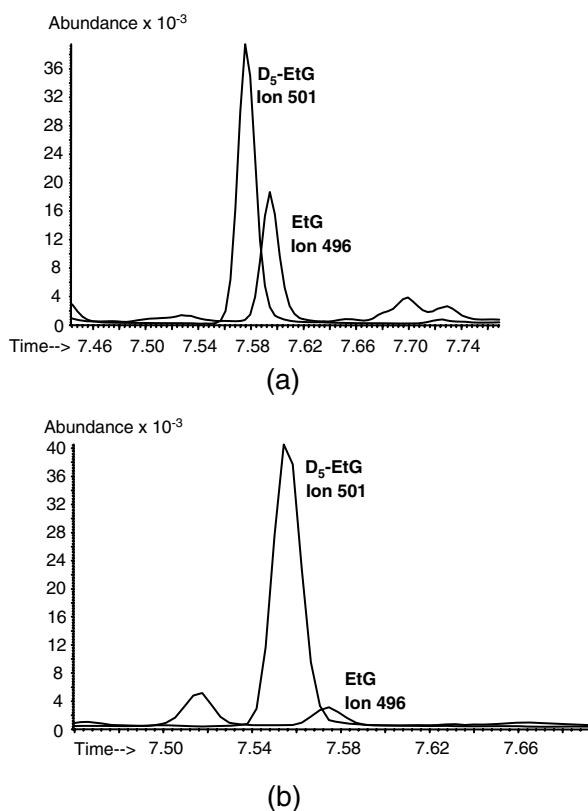 Abundance x 10-3
36
32
28
24
20
16
12
8
4
0
D5-EtG
Ion 501
EtG
Ion 496
Time--> 7.46 7.50 7.54 7.58 7.62 7.66 7.70 7.74
(a)
Abundance x 10-3
40
36
32
28
24
20
16
12
8
4
0
D5-EtG
Ion 501
EtG
Ion 496
Time--> 7.50 7.54 7.58 7.62 7.66
(b)